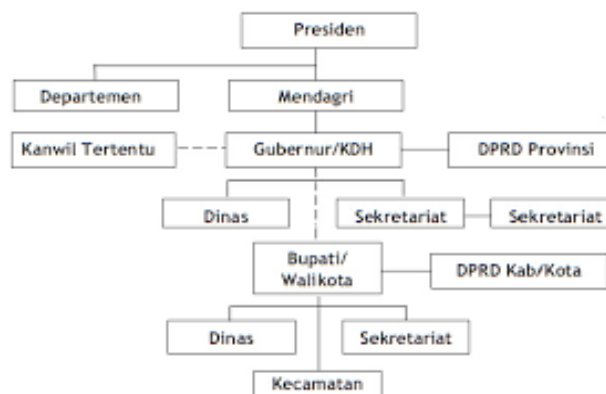 Presiden
Departemen
Mendagri
Kanwil Tertentu
Gubernur/KDH
DPRD Provinsi
Dinas
Sekretariat
Sekretariat
Bupati/
Walikota
DPRD Kab/Kota
Dinas
Sekretariat
Kecamatan